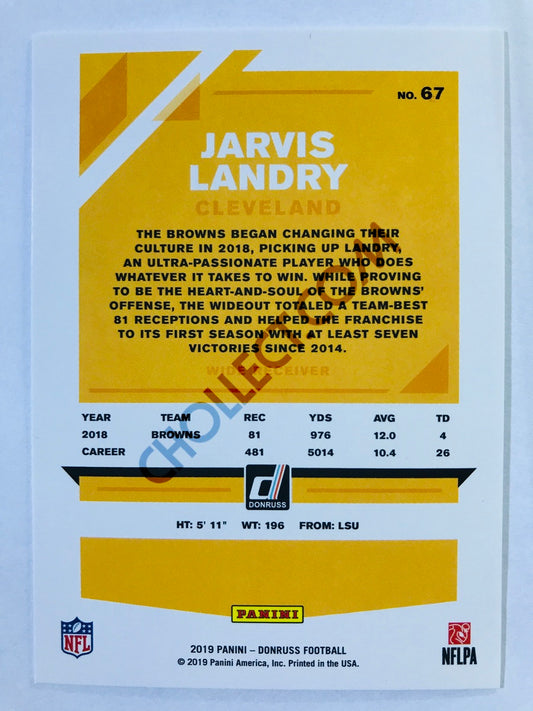 NO. 67
JARVIS
LANDRY
CLEVELAND
THE BROWNS BEGAN CHANGING THEIR
CULTURE IN 2018, PICKING UP LANDRY,
AN ULTRA-PASSIONATE PLAYER WHO DOES
WHATEVER IT TAKES TO WIN. WHILE PROVING
TO BE THE HEART-AND-SOUL OF THE BROWNS'
OFFENSE, THE WIDEOUT TOTALED A TEAM-BEST
81 RECEPTIONS AND HELPED THE FRANCHISE
TO ITS FIRST SEASON WITH AT LEAST SEVEN
VICTORIES SINCE 2014.
WIDE RECEIVER
CHOLLECT.COM
YEAR TEAM REC YDS AVG TD
2018 BROWNS 81 976 12.0 4
CAREER 481 5014 10.4 26
DONRUSS
HT: 5' 11" WT: 196 FROM: LSU
PANINI
NFL
NFLPA
2019 PANINI – DONRUSS FOOTBALL
© 2019 Panini America, Inc. Printed in the USA.